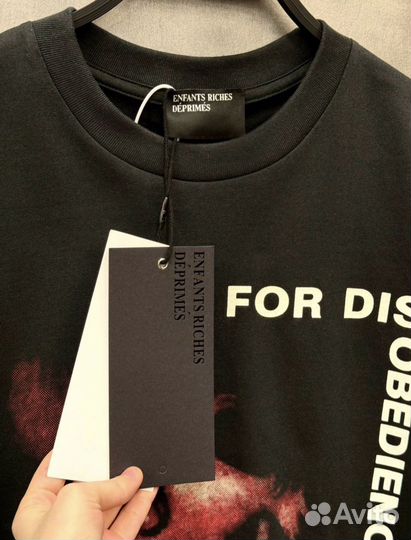 ENFANTS RICHES
DÉPRIMÉS
ENFANTS RICHES
DÉPRIMÉS
FOR DIS
OBEDIENC
Avito